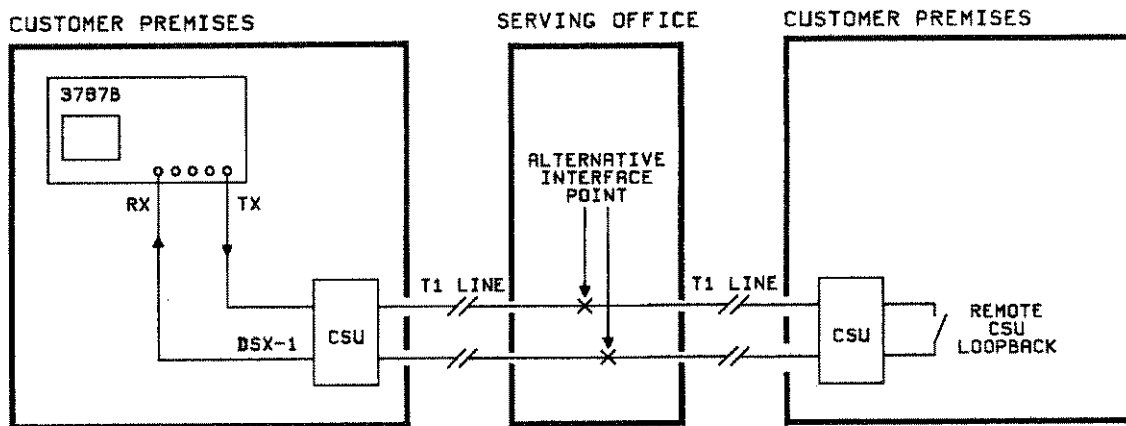 CUSTOMER PREMISES
SERVING OFFICE
CUSTOMER PREMISES
3787B
RX
TX
ALTERNATIVE
INTERFACE
POINT
T1 LINE
T1 LINE
CSU
DSX-1
CSU
REMOTE
CSU
LOOPBACK